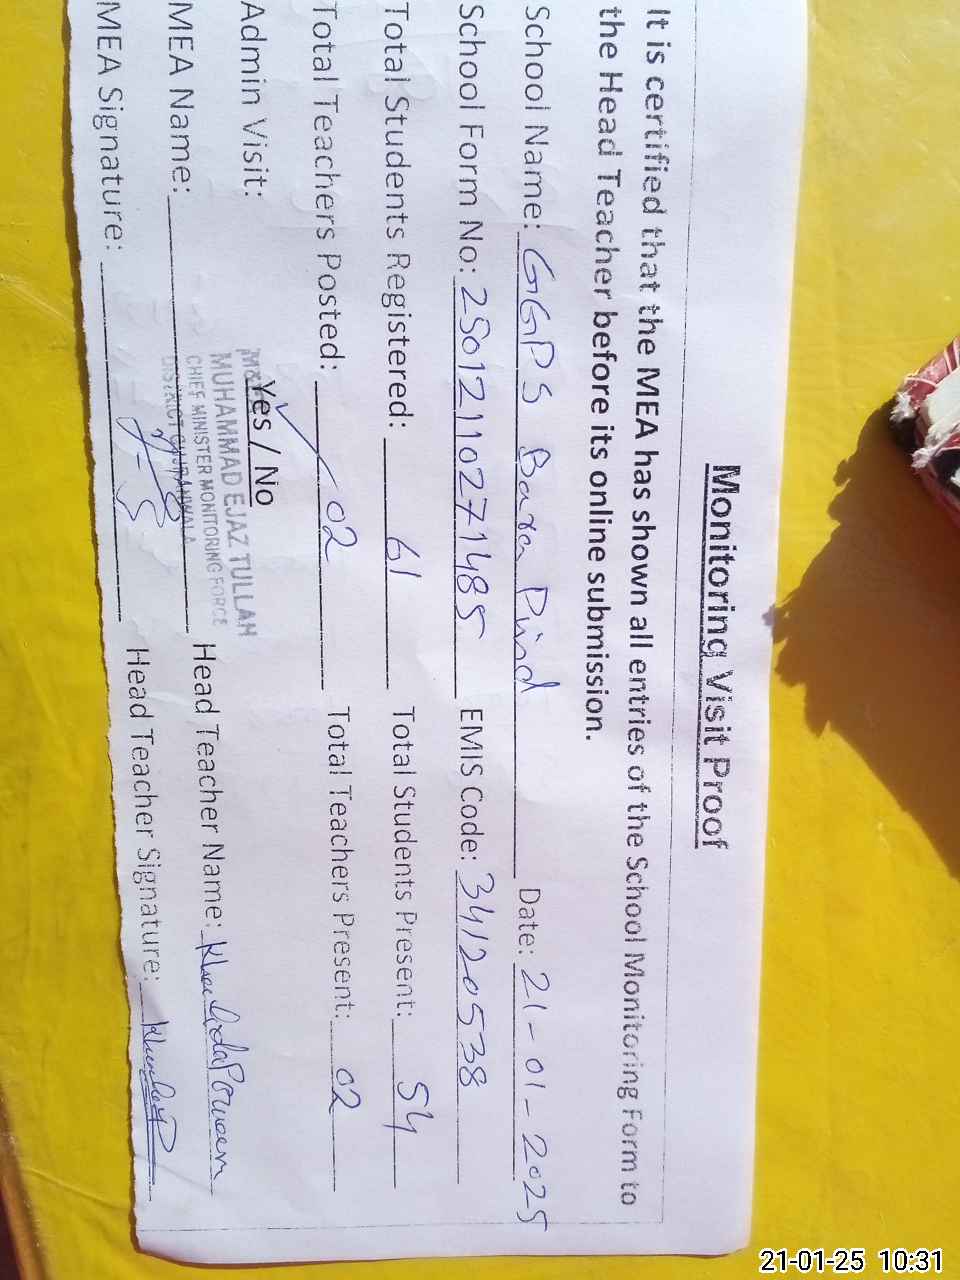 Monitoring Visit Proof
It is certified that the MEA has shown all entries of the School Monitoring Form to
the Head Teacher before its online submission.
School Name: GGPS Bara Pind Date: 21-01-2025
School Form No: 25012110271485 EMIS Code: 34120538
Total Students Registered: 61 Total Students Present: 54
Total Teachers Posted: 02 Total Teachers Present: 02
Admin Visit: Yes / No
MUHAMMAD EJAZ TULLAH
CHIEF MINISTER MONITORING FORCE
DISTRICT GUJRANWALA
MEA Name: Head Teacher Name: Khurshida Parveen
MEA Signature: Head Teacher Signature:
21-01-25 10:31